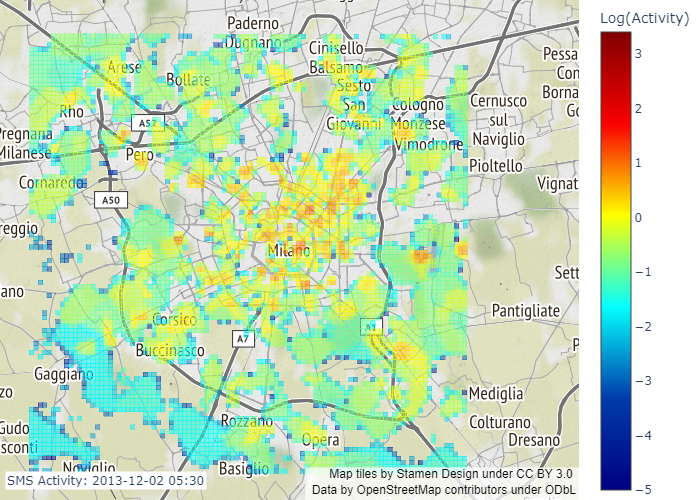 Log(Activity)
Paderno
Dugnano
Cinisello
Balsamo
Arese
Bollate
Sesto
San
Giovanni
Cologno
Monzese
Rho
A52
Pero
Pregnana
Milanese
Cornaredo
A50
Cernusco
sul
Naviglio
Vimodrone
Pioltello
Pessa
Con
Borna
Go
Vignat
reggio
Milano
Sett
ano
Pantigliate
Corsico
Buccinasco
A7
A1
P
Gaggiano
zo
Mediglia
Colturano
Dresano
Gudo
sconti
Rozzano
Opera
Noviglio
Basiglio
3
2
1
0
−1
−2
−3
−4
−5
SMS Activity: 2013-12-02 05:30
Map tiles by Stamen Design under CC BY 3.0
Data by OpenStreetMap contributors under ODbL